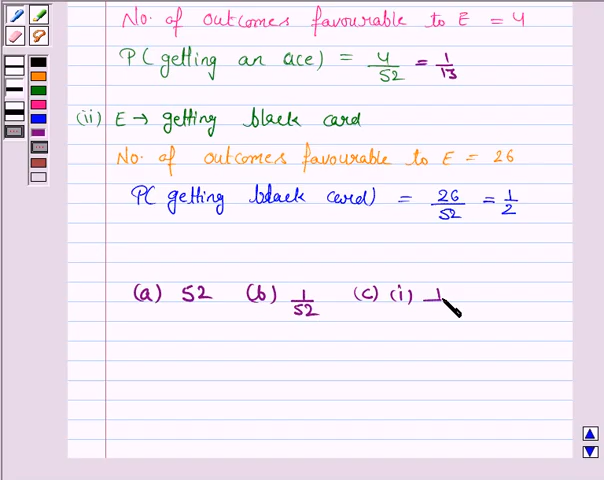 No. of outcomes favourable to E = 4
P( getting an ace) = 4/52 = 1/13
(ii) E → getting black card
No. of outcomes favourable to E = 26
P( getting black card) = 26/52 = 1/2
(a) 52 (b) 1/52 (c) (i) 1